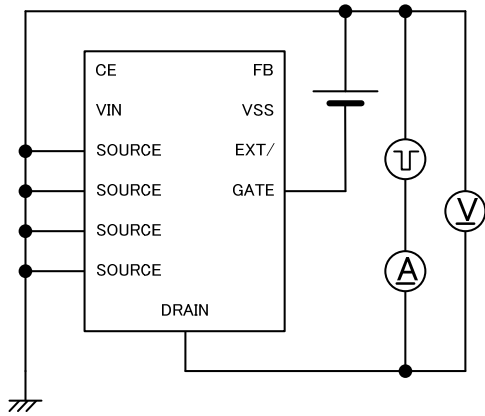 CE FB
VIN VSS
SOURCE EXT/
SOURCE GATE
SOURCE
SOURCE
DRAIN
V
A